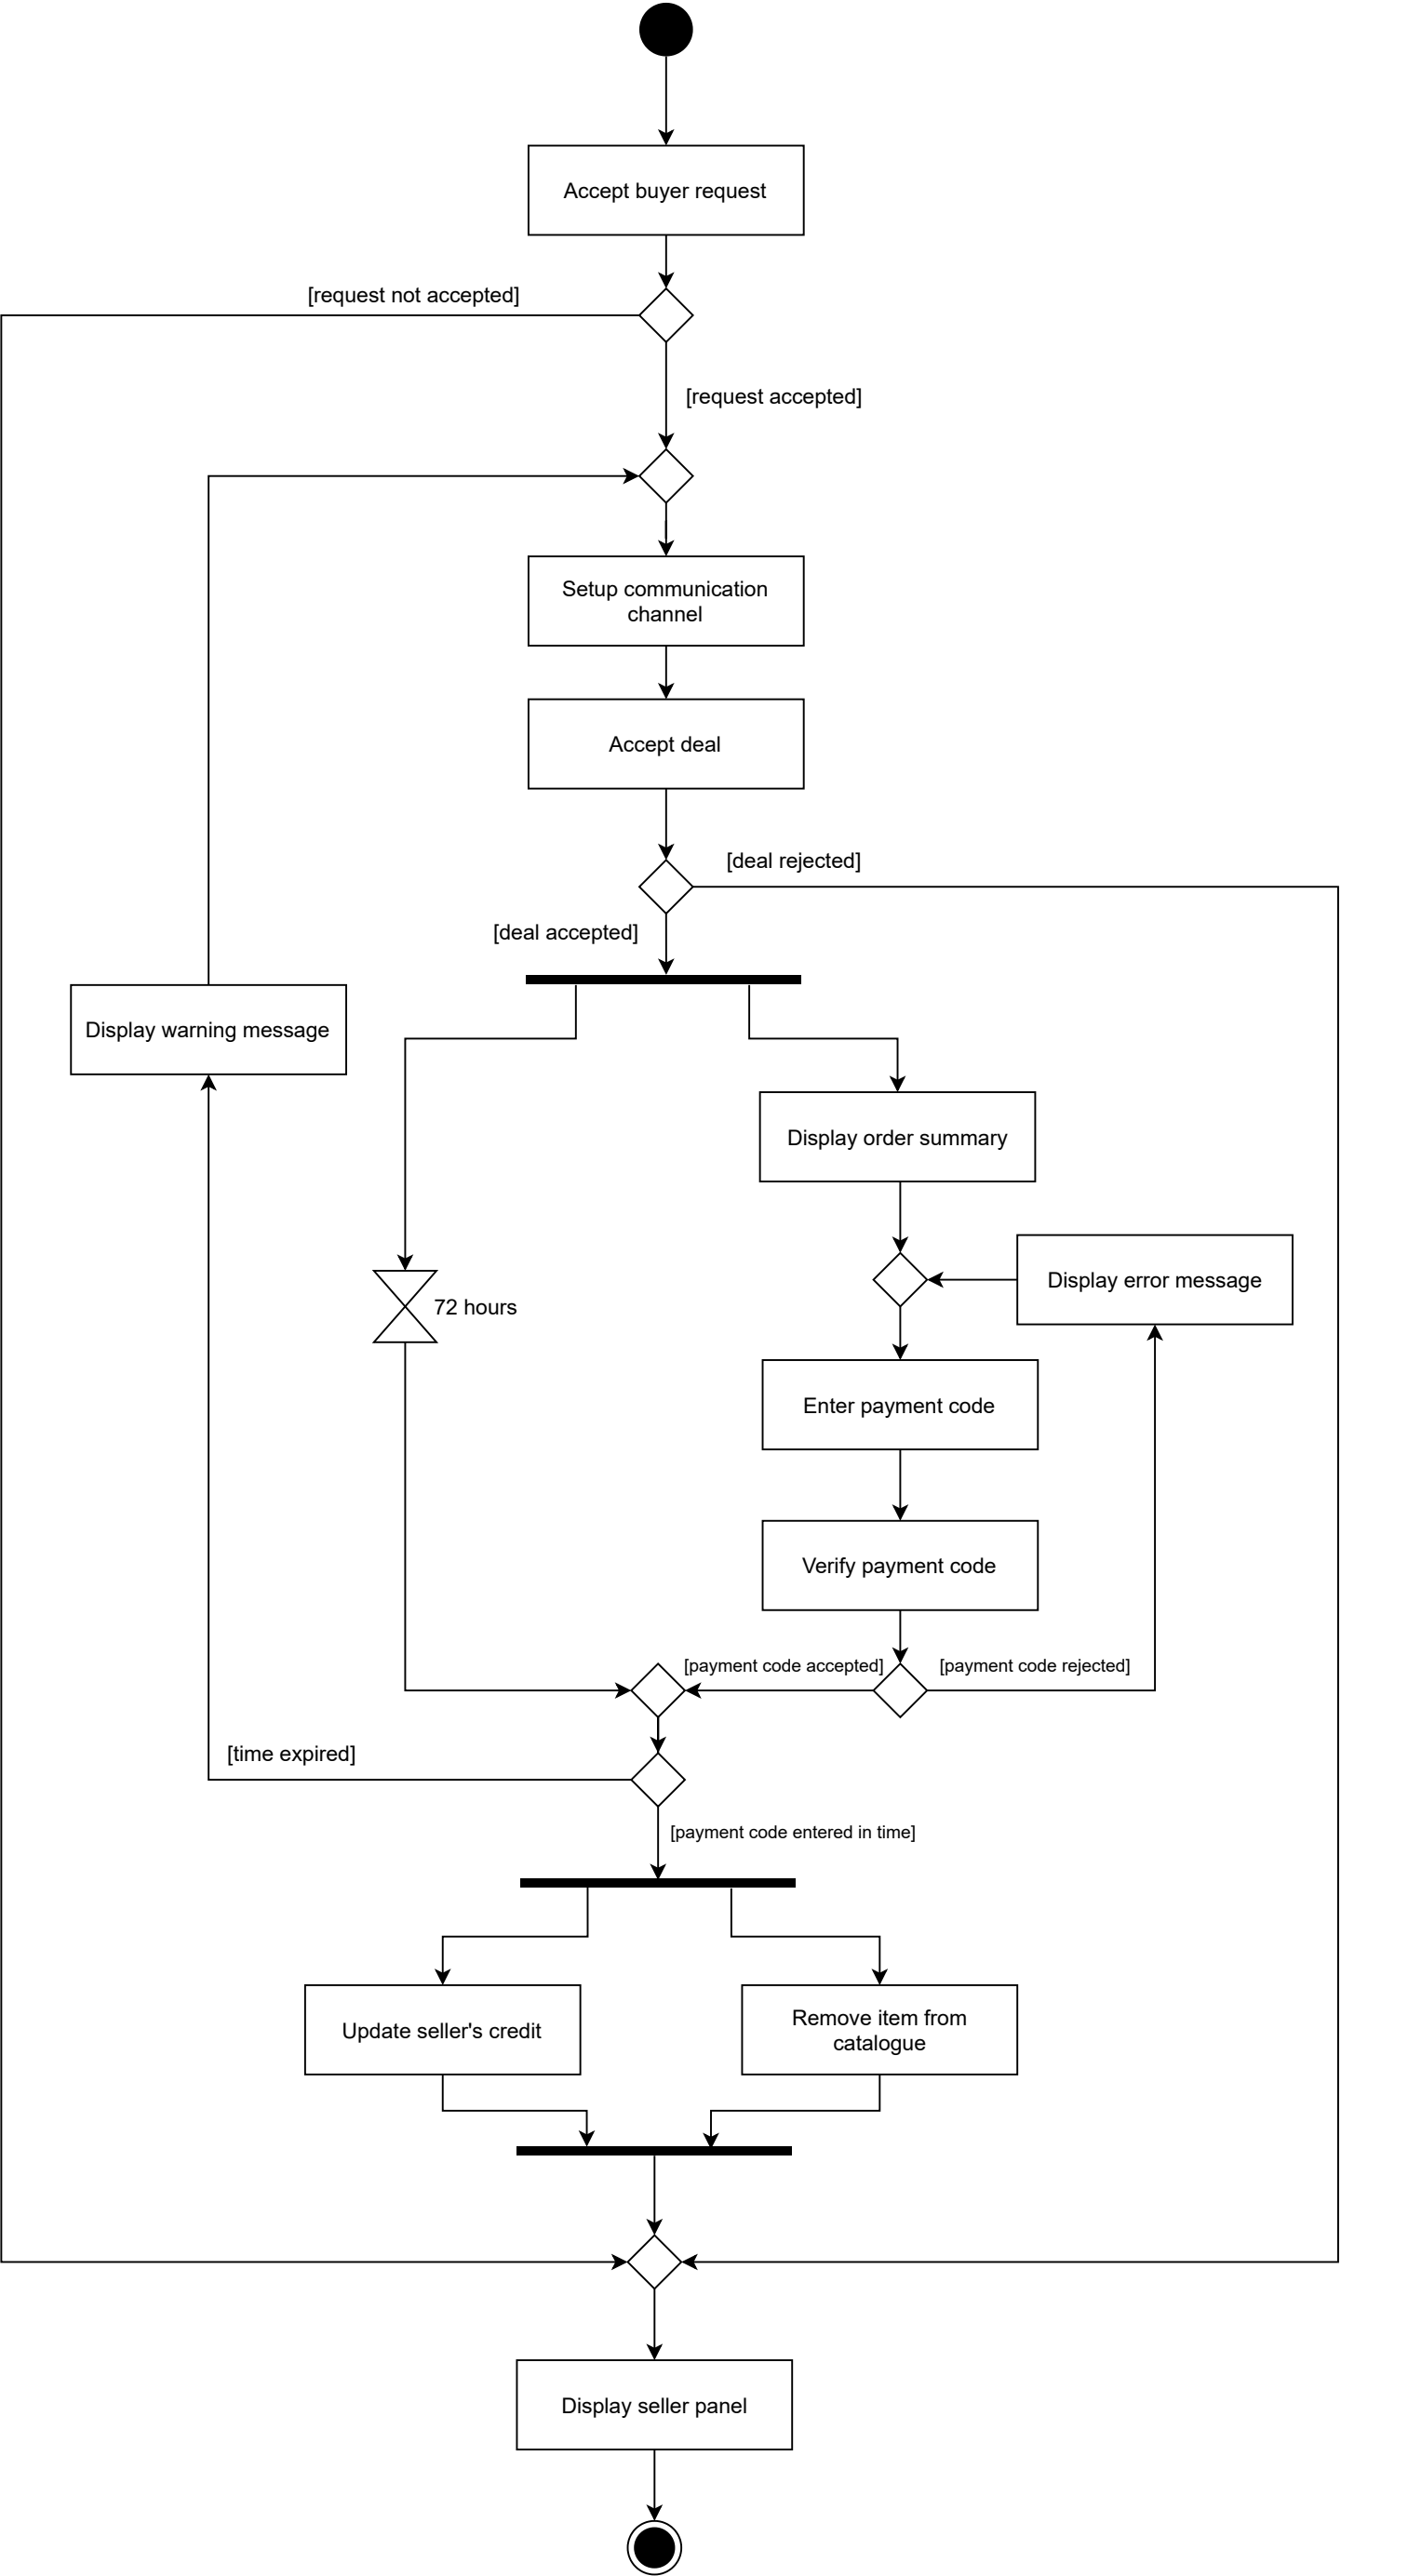 Accept buyer request
[request not accepted]
[request accepted]
Setup communication
channel
Accept deal
[deal rejected]
[deal accepted]
Display warning message
Display order summary
Display error message
72 hours
Enter payment code
Verify payment code
[payment code accepted]
[payment code rejected]
[time expired]
[payment code entered in time]
Update seller's credit
Remove item from
catalogue
Display seller panel